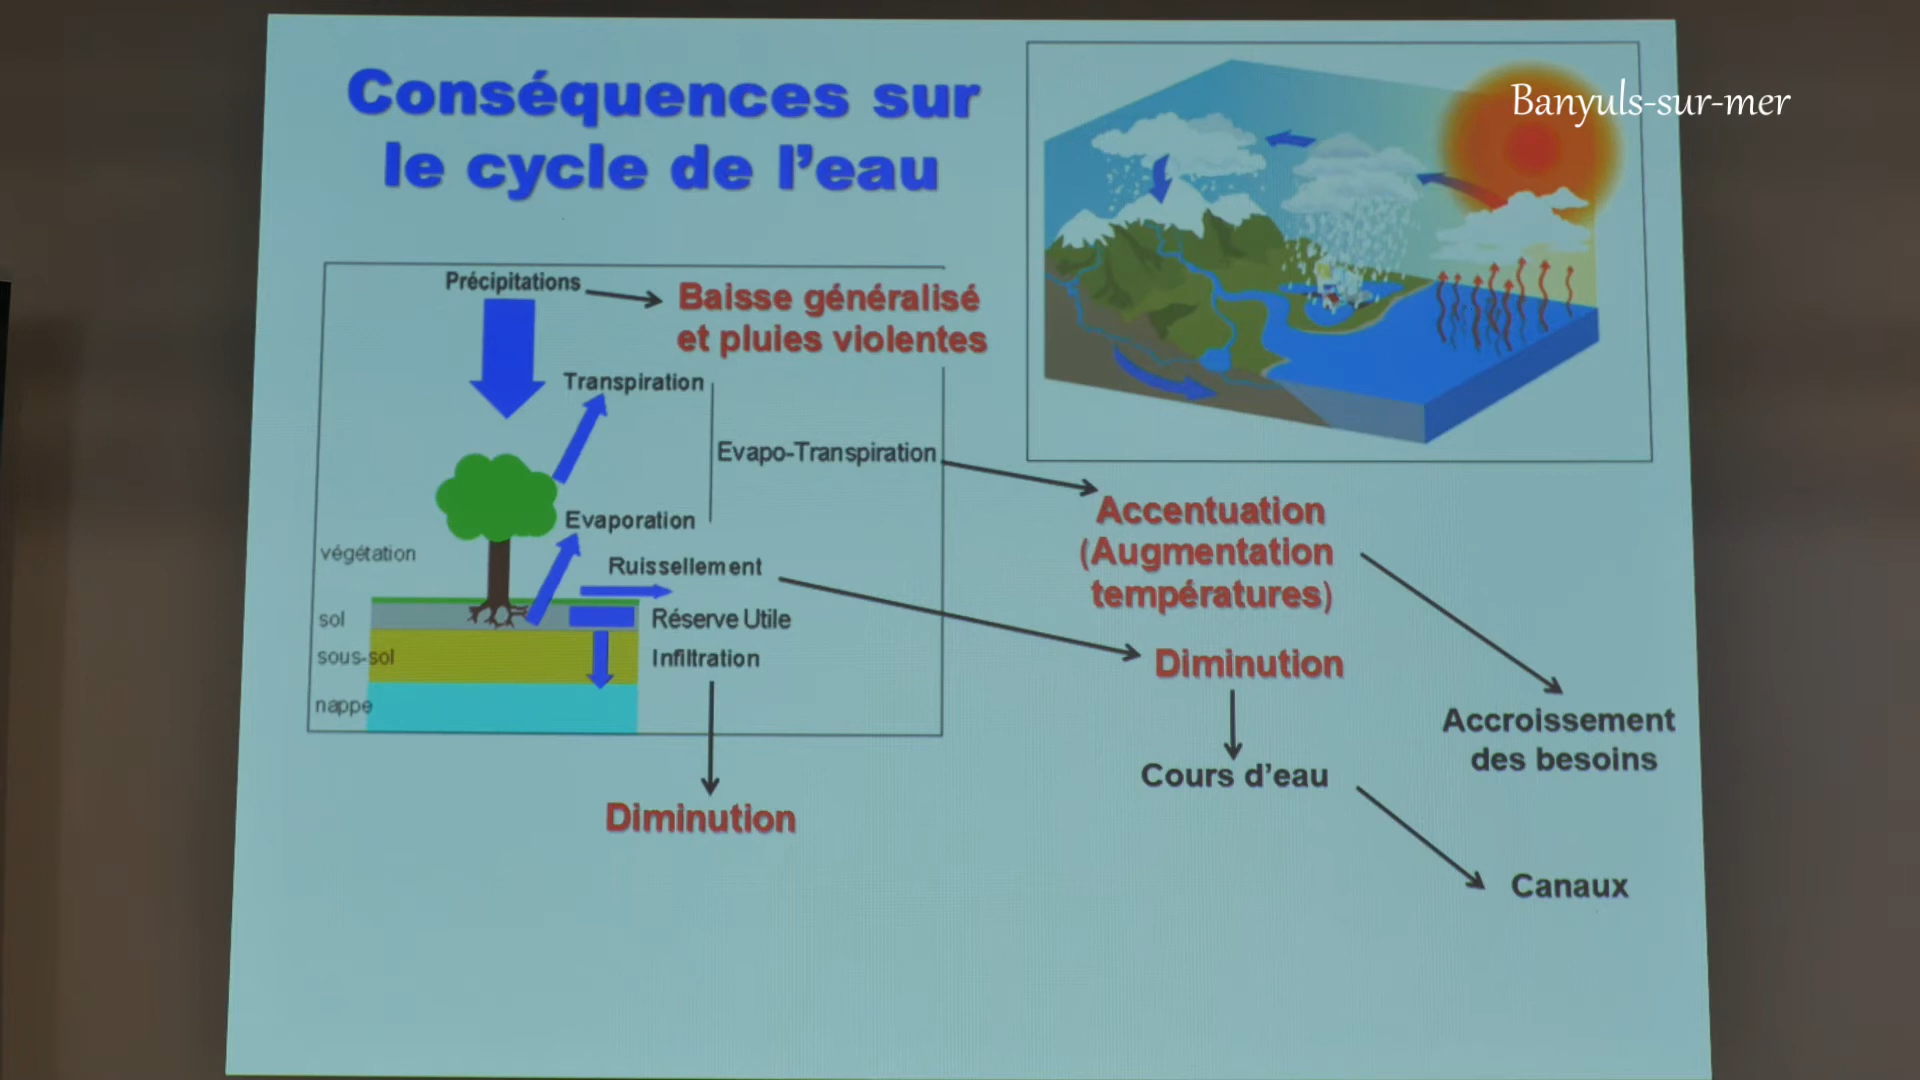 Conséquences sur
le cycle de l'eau
Banyuls-sur-mer
Précipitations
Baisse généralisé
et pluies violentes
Transpiration
Evapo-Transpiration
Evaporation
végétation
Ruissellement
sol
Réserve Utile
sous-sol
Infiltration
nappe
Diminution
Accentuation
(Augmentation
températures)
Diminution
Accroissement
des besoins
Cours d'eau
Canaux